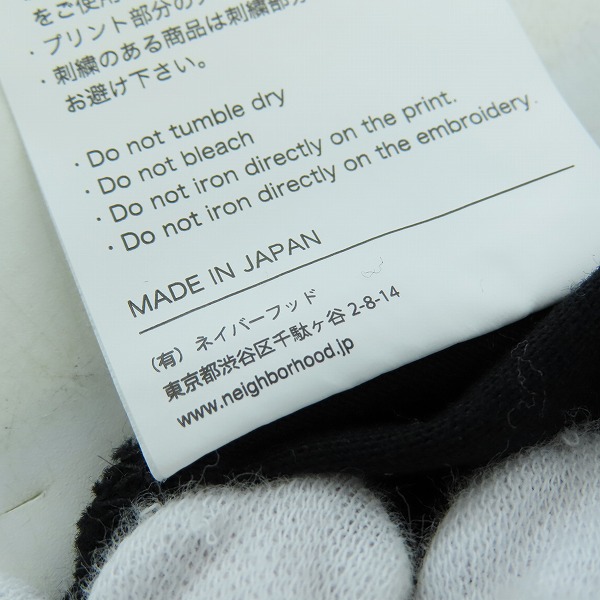 をご使用
・プリント部分の
・刺繍のある商品は刺繍部分
お避け下さい。
・Do not tumble dry
・Do not bleach
・Do not iron directly on the print.
・Do not iron directly on the embroidery.
MADE IN JAPAN
(有) ネイバーフッド
東京都渋谷区千駄ヶ谷 2-8-14
www.neighborhood.jp